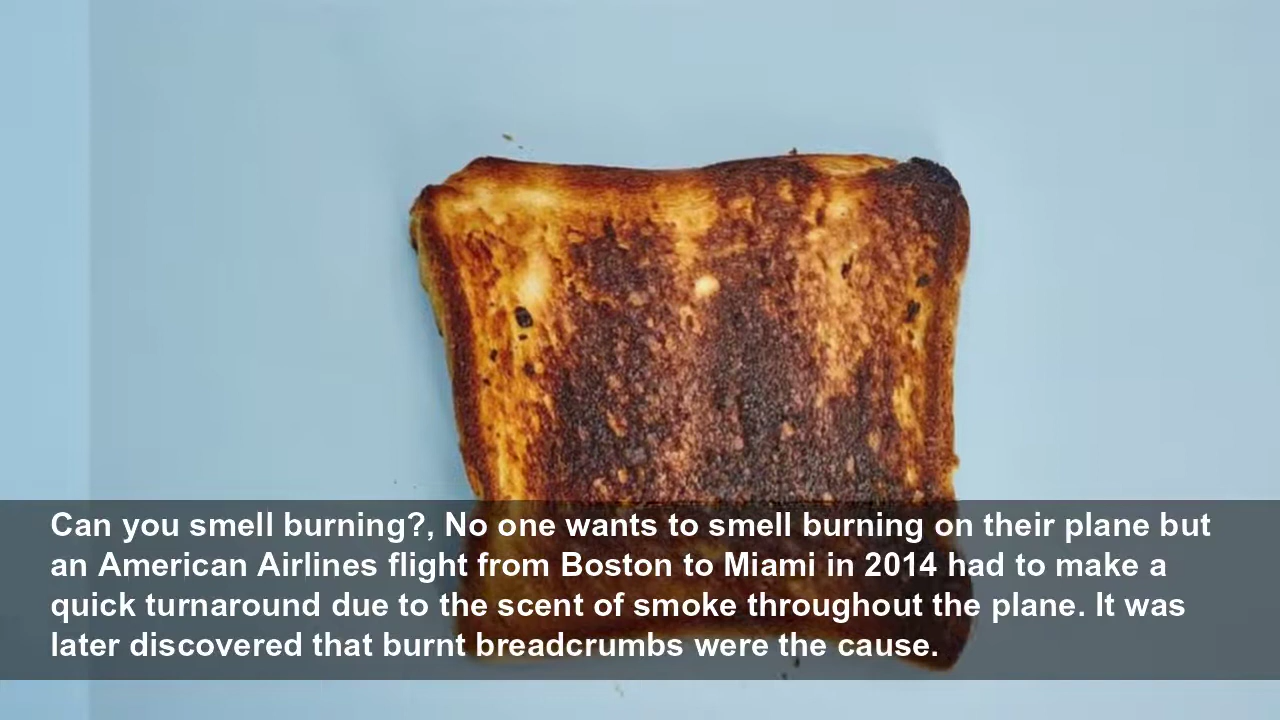 Can you smell burning?, No one wants to smell burning on their plane but
an American Airlines flight from Boston to Miami in 2014 had to make a
quick turnaround due to the scent of smoke throughout the plane. It was
later discovered that burnt breadcrumbs were the cause.